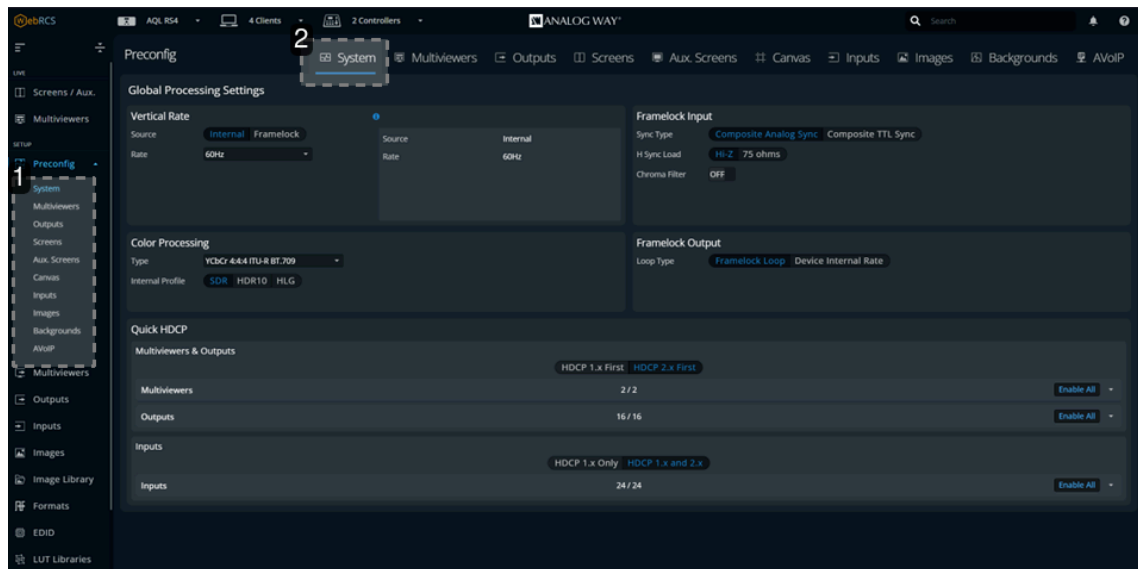 WebRCS
AQL RS4
4 Clients
2 Controllers
ANALOG WAY®
Search
2
Preconfig
System
Multiviewers
Outputs
Screens
Aux. Screens
Canvas
Inputs
Images
Backgrounds
AVoIP
LIVE
Screens / Aux.
Multiviewers
SETUP
Preconfig
1
System
Multiviewers
Outputs
Screens
Aux. Screens
Canvas
Inputs
Images
Backgrounds
AVoIP
Multiviewers
Outputs
Inputs
Images
Image Library
Formats
EDID
LUT Libraries
Global Processing Settings
Vertical Rate
Source Internal Framelock
Rate 60Hz
Source Internal
Rate 60Hz
Framelock Input
Sync Type Composite Analog Sync Composite TTL Sync
H Sync Load Hi-Z 75 ohms
Chroma Filter OFF
Color Processing
Type YCbCr 4:4:4 ITU-R BT.709
Internal Profile SDR HDR10 HLG
Framelock Output
Loop Type Framelock Loop Device Internal Rate
Quick HDCP
Multiviewers & Outputs
HDCP 1.x First HDCP 2.x First
Multiviewers 2 / 2 Enable All
Outputs 16 / 16 Enable All
Inputs
HDCP 1.x Only HDCP 1.x and 2.x
Inputs 24 / 24 Enable All